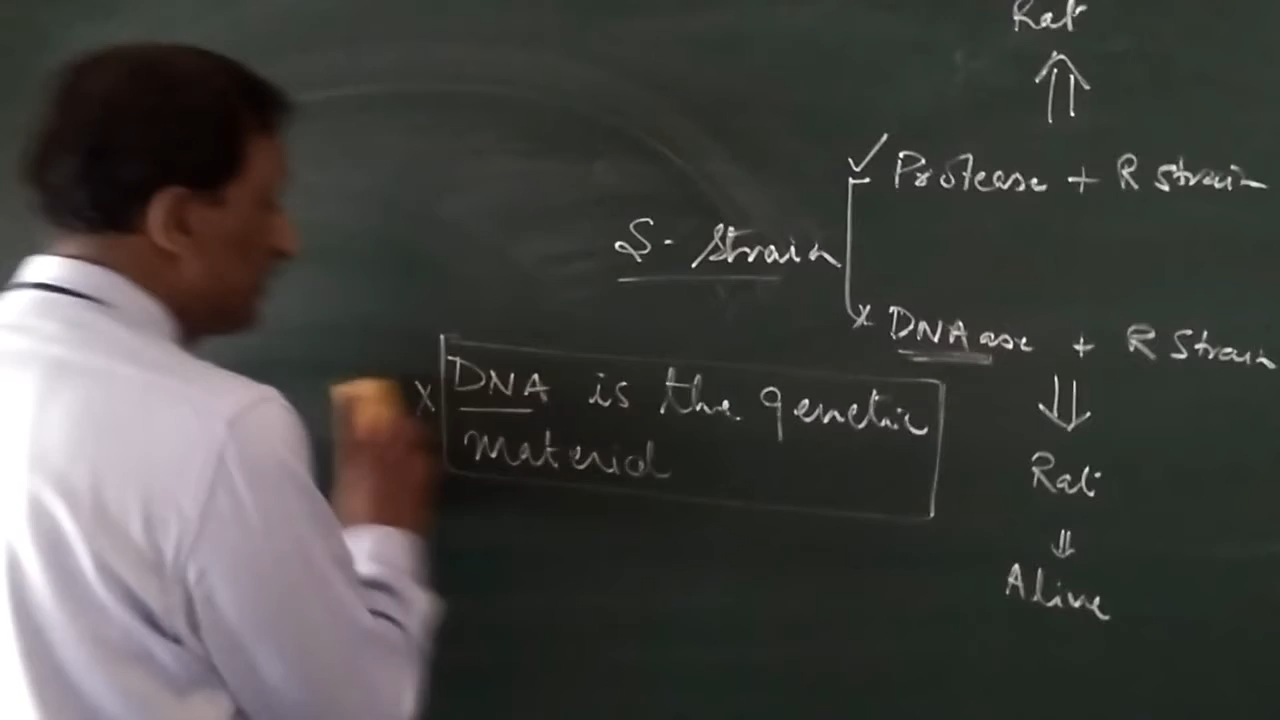 Rat
✓ Protease + R Strain
S- Strain
x DNAase + R Strain
x DNA is the genetic
material
Rat
Alive